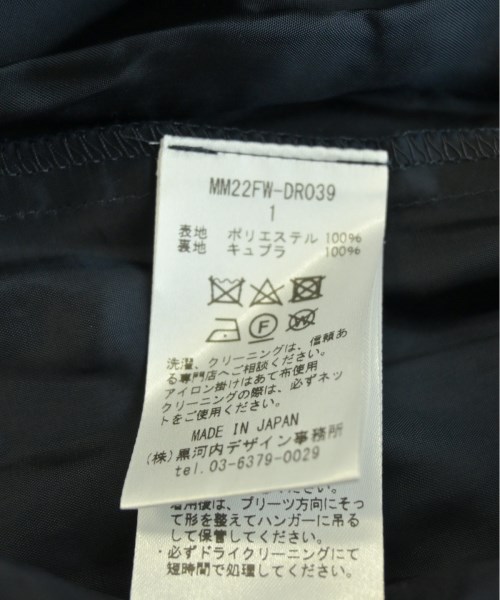 MM22FW-DR039
1
表地 ポリエステル 100%
裏地 キュプラ 100%
F
W
洗濯、クリーニングは、信頼あ
る専門店へご相談ください。
アイロン掛けはあて布使用
クリーニングの際は、必ずネッ
トをご使用ください。
MADE IN JAPAN
(株)黒河内デザイン事務所
tel.03-6379-0029
ください。
着用後は、プリーツ方向にそっ
て形を整えてハンガーに吊る
して保管してください。
・必ずドライクリーニングにて
短時間で処理してください。